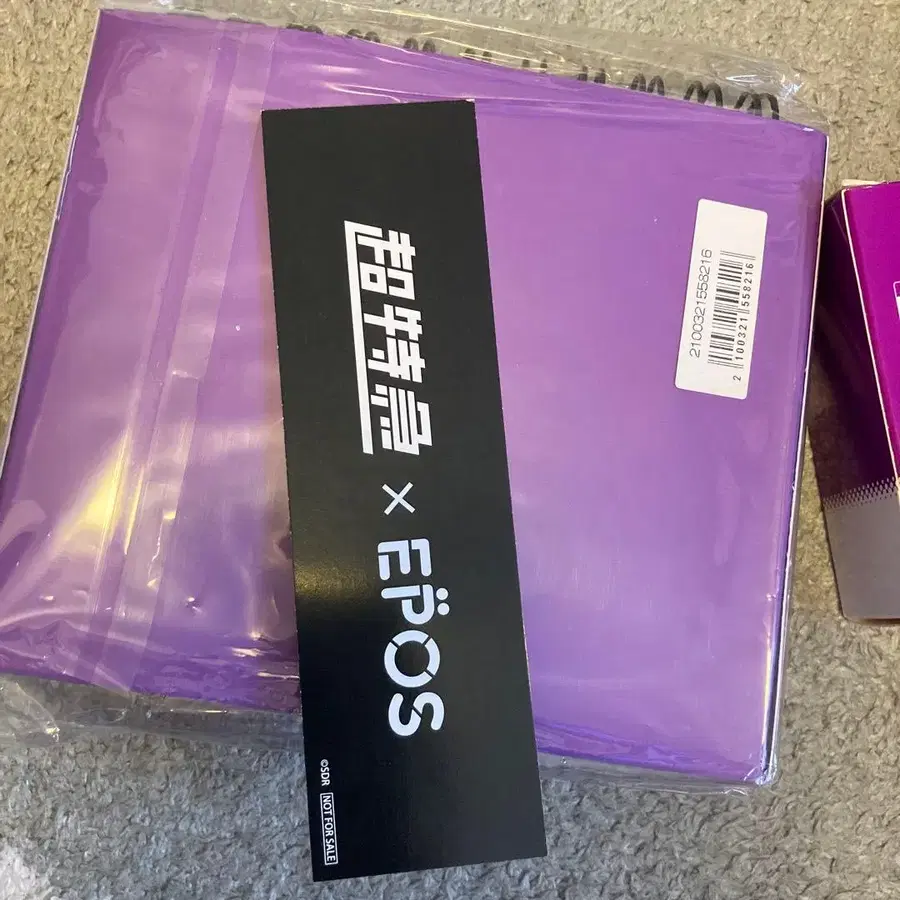 超特急 × EPOS
©SDR NOT FOR SALE
2100321558216
2 100321 558216